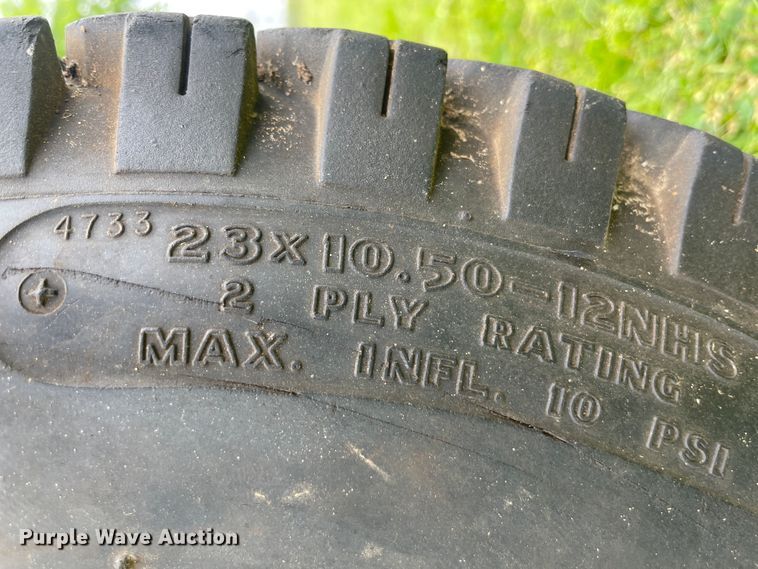 4733
23X10.50-12NHS
2 PLY RATING
MAX. INFL. 10 PSI
Purple Wave Auction